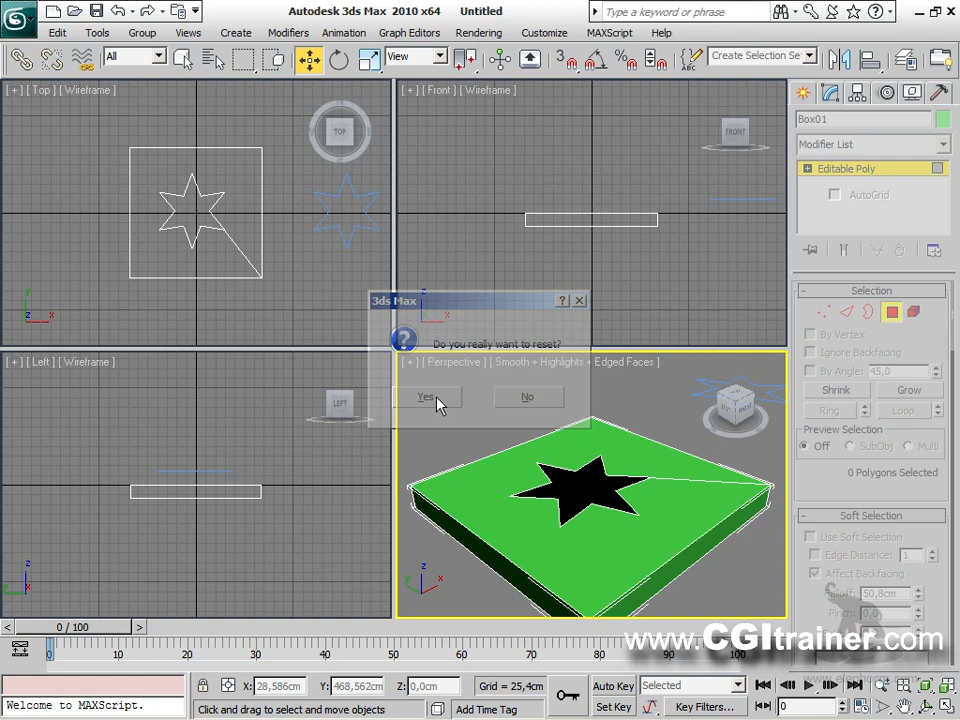 Autodesk 3ds Max 2010 x64 Untitled
Type a keyword or phrase
Edit Tools Group Views Create Modifiers Animation Graph Editors Rendering Customize MAXScript Help
All View 3 Create Selection Se
[ + ] [ Top ] [ Wireframe ]
TOP
[ + ] [ Front ] [ Wireframe ]
FRONT
[ + ] [ Left ] [ Wireframe ]
LEFT
[ + ] [ Perspective ] [ Smooth + Highlights + Edged Faces ]
3ds Max
Do you really want to reset?
Yes No
Box01
Modifier List
Editable Poly
AutoGrid
Selection
By Vertex
Ignore Backfacing
By Angle: 45,0
Shrink Grow
Ring Loop
Preview Selection
Off SubObj Multi
0 Polygons Selected
Soft Selection
Use Soft Selection
Edge Distance: 1
Affect Backfacing
Falloff: 50,8cm
Pinch: 0,0
www.CGItrainer.com
0 / 100
0 10 20 30 40 50 60 70 80 90 100
X: 28,586cm Y: 468,562cm Z: 0,0cm Grid = 25,4cm Auto Key Selected
Welcome to MAXScript. Click and drag to select and move objects Add Time Tag Set Key Key Filters... 0